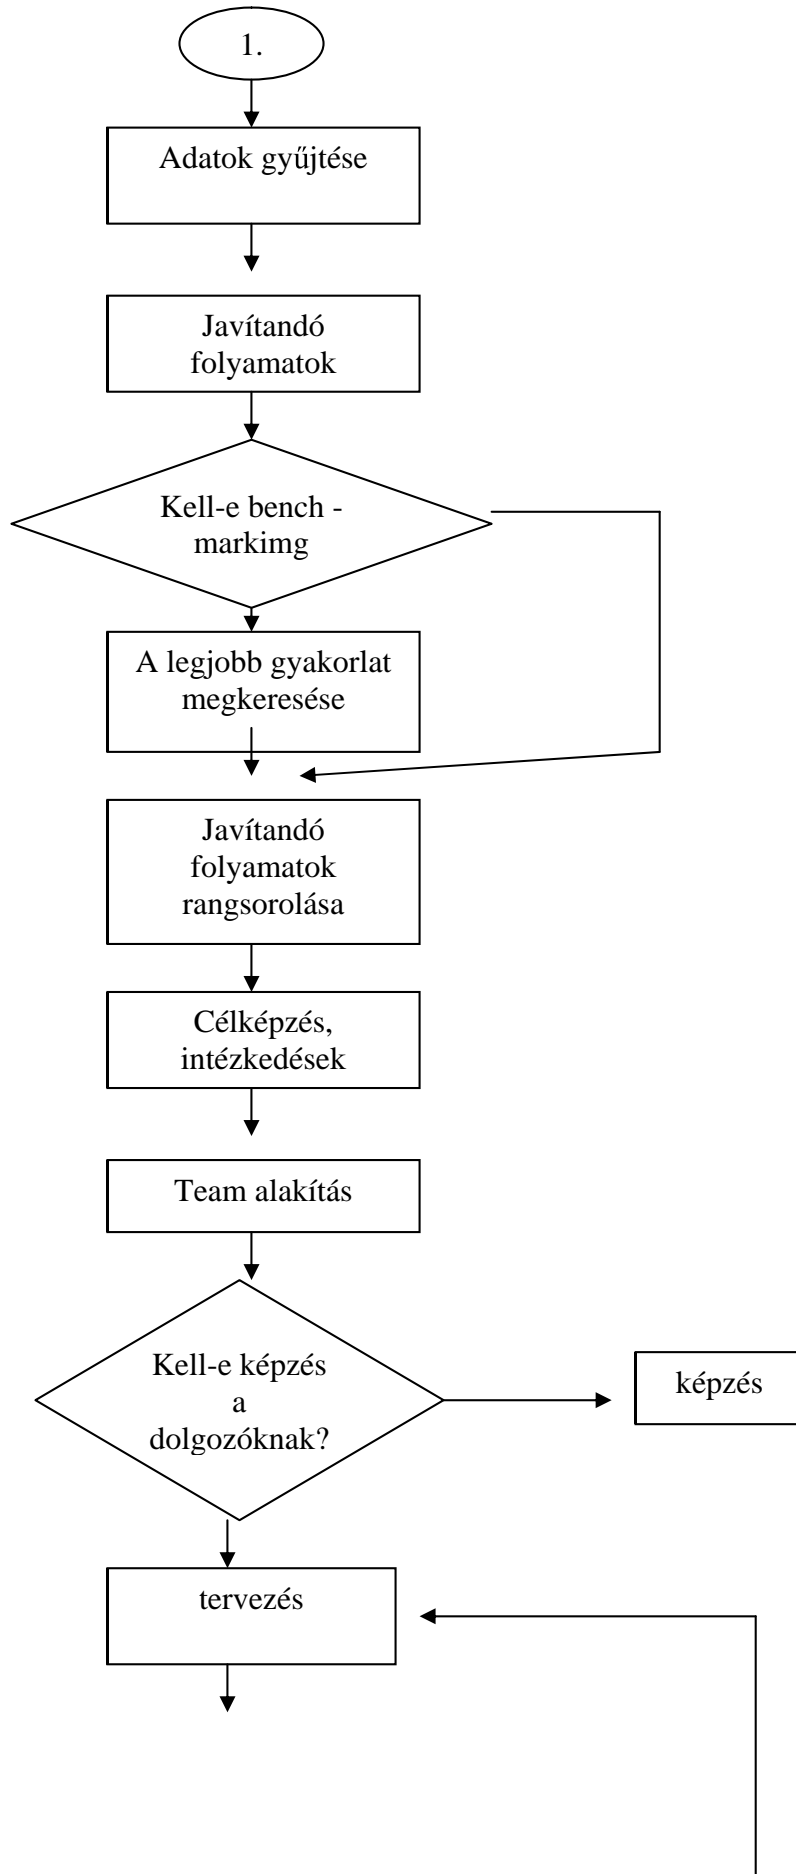 1.
Adatok gyűjtése
Javítandó
folyamatok
Kell-e bench -
markimg
A legjobb gyakorlat
megkeresése
Javítandó
folyamatok
rangsorolása
Célképzés,
intézkedések
Team alakítás
Kell-e képzés
a
dolgozóknak?
képzés
tervezés